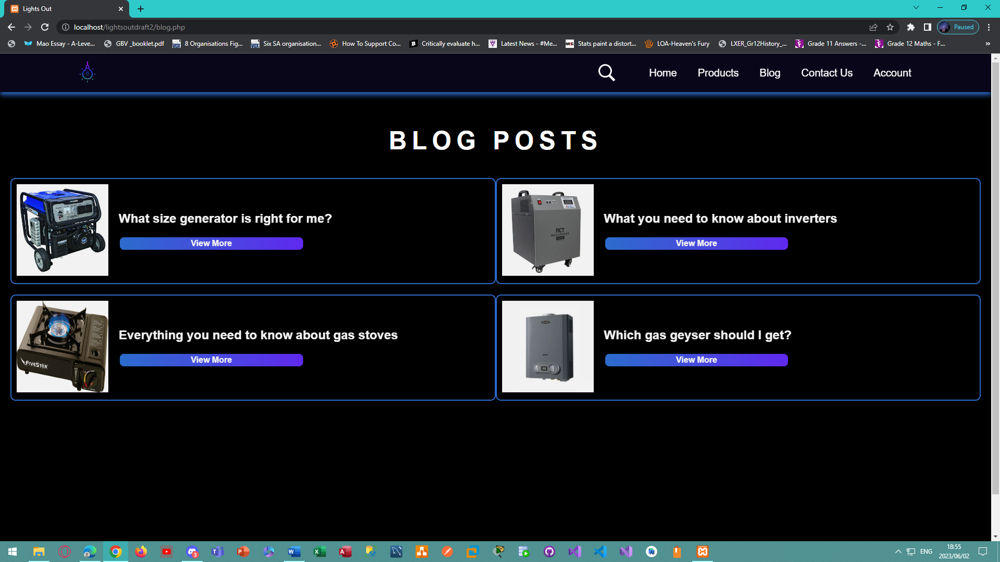 Lights Out
localhost/lightsoutdraft2/blog.php
Paused
Mao Essay - A-Leve...
GBV _booklet.pdf
8 Organisations Fig...
Six SA organisation...
How To Support Co...
Critically evaluate h...
Latest News - #Me...
Stats paint a distort...
LOA-Heaven's Fury
LXER_Gr12History_...
Grade 11 Answers -...
Grade 12 Maths - F...
Home
Products
Blog
Contact Us
Account
BLOG POSTS
What size generator is right for me?
View More
RCT
MEGAPOWER
What you need to know about inverters
View More
FIVESTAR
Everything you need to know about gas stoves
View More
Which gas geyser should I get?
View More
3
ENG
18:55
2023/06/02